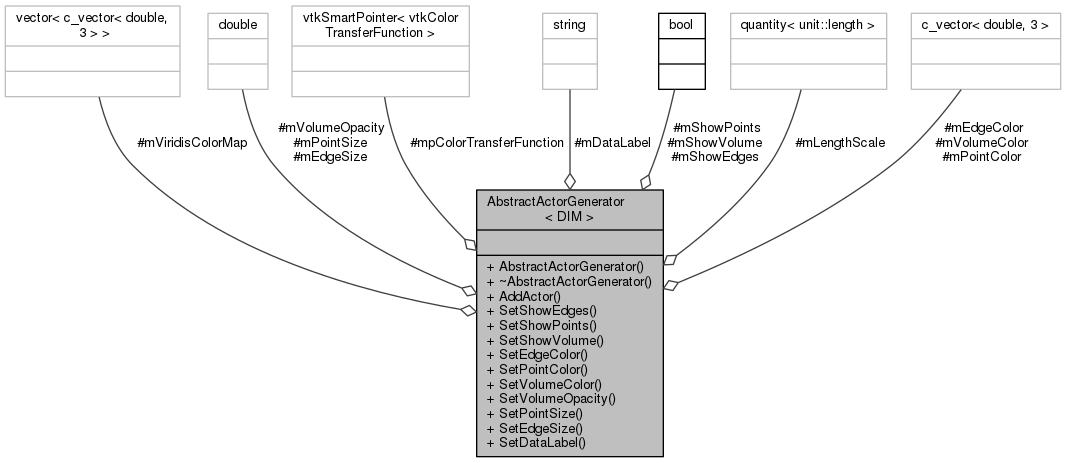 vector< c_vector< double,
3 > >
double
vtkSmartPointer< vtkColor
TransferFunction >
string
bool
quantity< unit::length >
c_vector< double, 3 >
#mViridisColorMap
#mVolumeOpacity
#mPointSize
#mEdgeSize
#mpColorTransferFunction
#mDataLabel
#mShowPoints
#mShowVolume
#mShowEdges
#mLengthScale
#mEdgeColor
#mVolumeColor
#mPointColor
AbstractActorGenerator
< DIM >
+ AbstractActorGenerator()
+ ~AbstractActorGenerator()
+ AddActor()
+ SetShowEdges()
+ SetShowPoints()
+ SetShowVolume()
+ SetEdgeColor()
+ SetPointColor()
+ SetVolumeColor()
+ SetVolumeOpacity()
+ SetPointSize()
+ SetEdgeSize()
+ SetDataLabel()